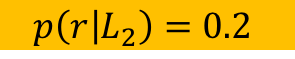 p(r|L₂) = 0.2